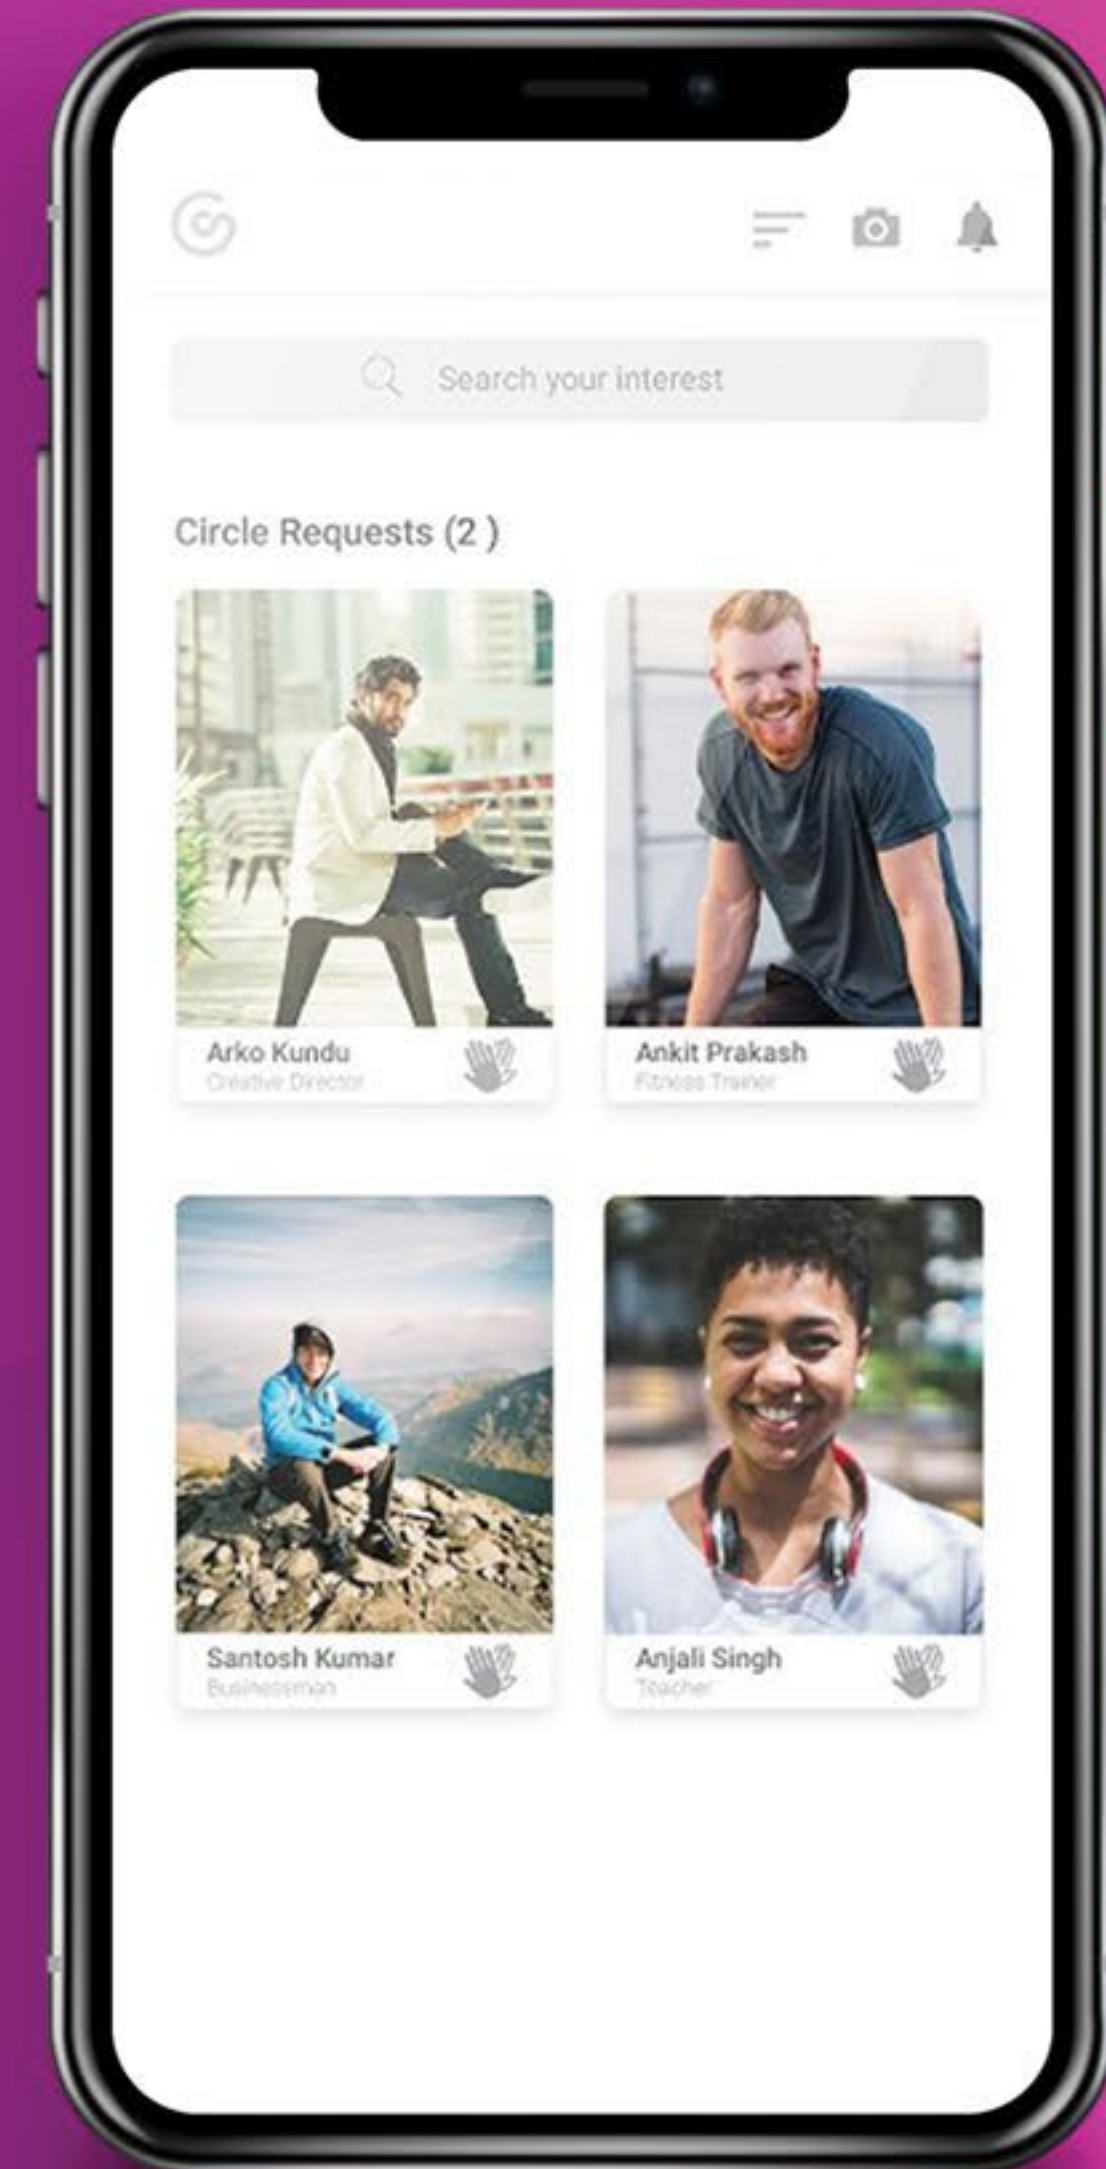 Search your interest
Circle Requests (2 )
Arko Kundu
Creative Director
Ankit Prakash
Fitness Trainer
Santosh Kumar
Businessman
Anjali Singh
Teacher